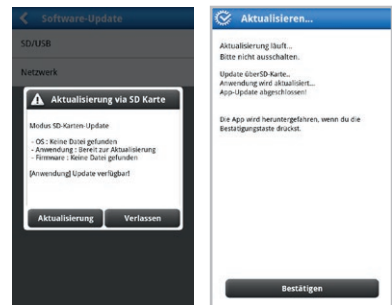 Software-Update
SD/USB
Netzwerk
Aktualisierung via SD Karte
Modus SD-Karten-Update
- OS : Keine Datei gefunden
- Anwendung : Bereit zur Aktualisierung
- Firmware : Keine Datei gefunden
[Anwendung] Update verfügbar!
Aktualisierung
Verlassen
Aktualisieren...
Aktualisierung läuft...
Bitte nicht ausschalten.
Update überSD-Karte..
Anwendung wird aktualisiert...
App-Update abgeschlossen!
Die App wird heruntergefahren, wenn du die
Bestätigungstaste drückst.
Bestätigen